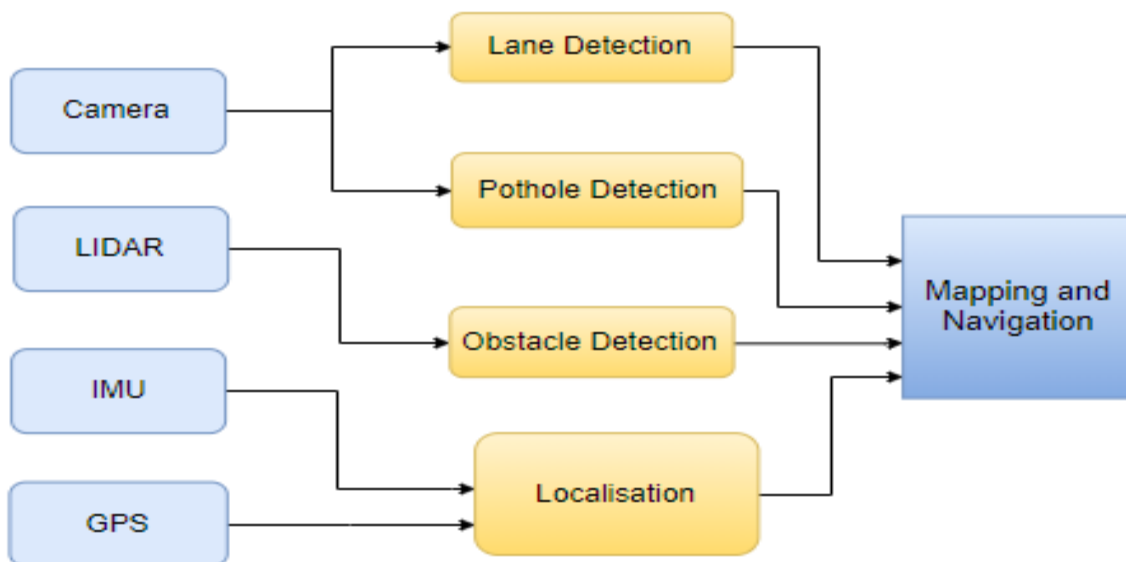 Camera
LIDAR
IMU
GPS
Lane Detection
Pothole Detection
Obstacle Detection
Localisation
Mapping and
Navigation